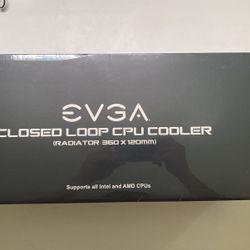 EVGA
CLOSED LOOP CPU COOLER
(RADIATOR 360 X 120MM)
Supports all Intel and AMD CPUs